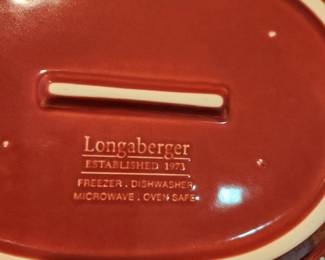 Longaberger
ESTABLISHED 1973
FREEZER . DISHWASHER
MICROWAVE . OVEN SAFE